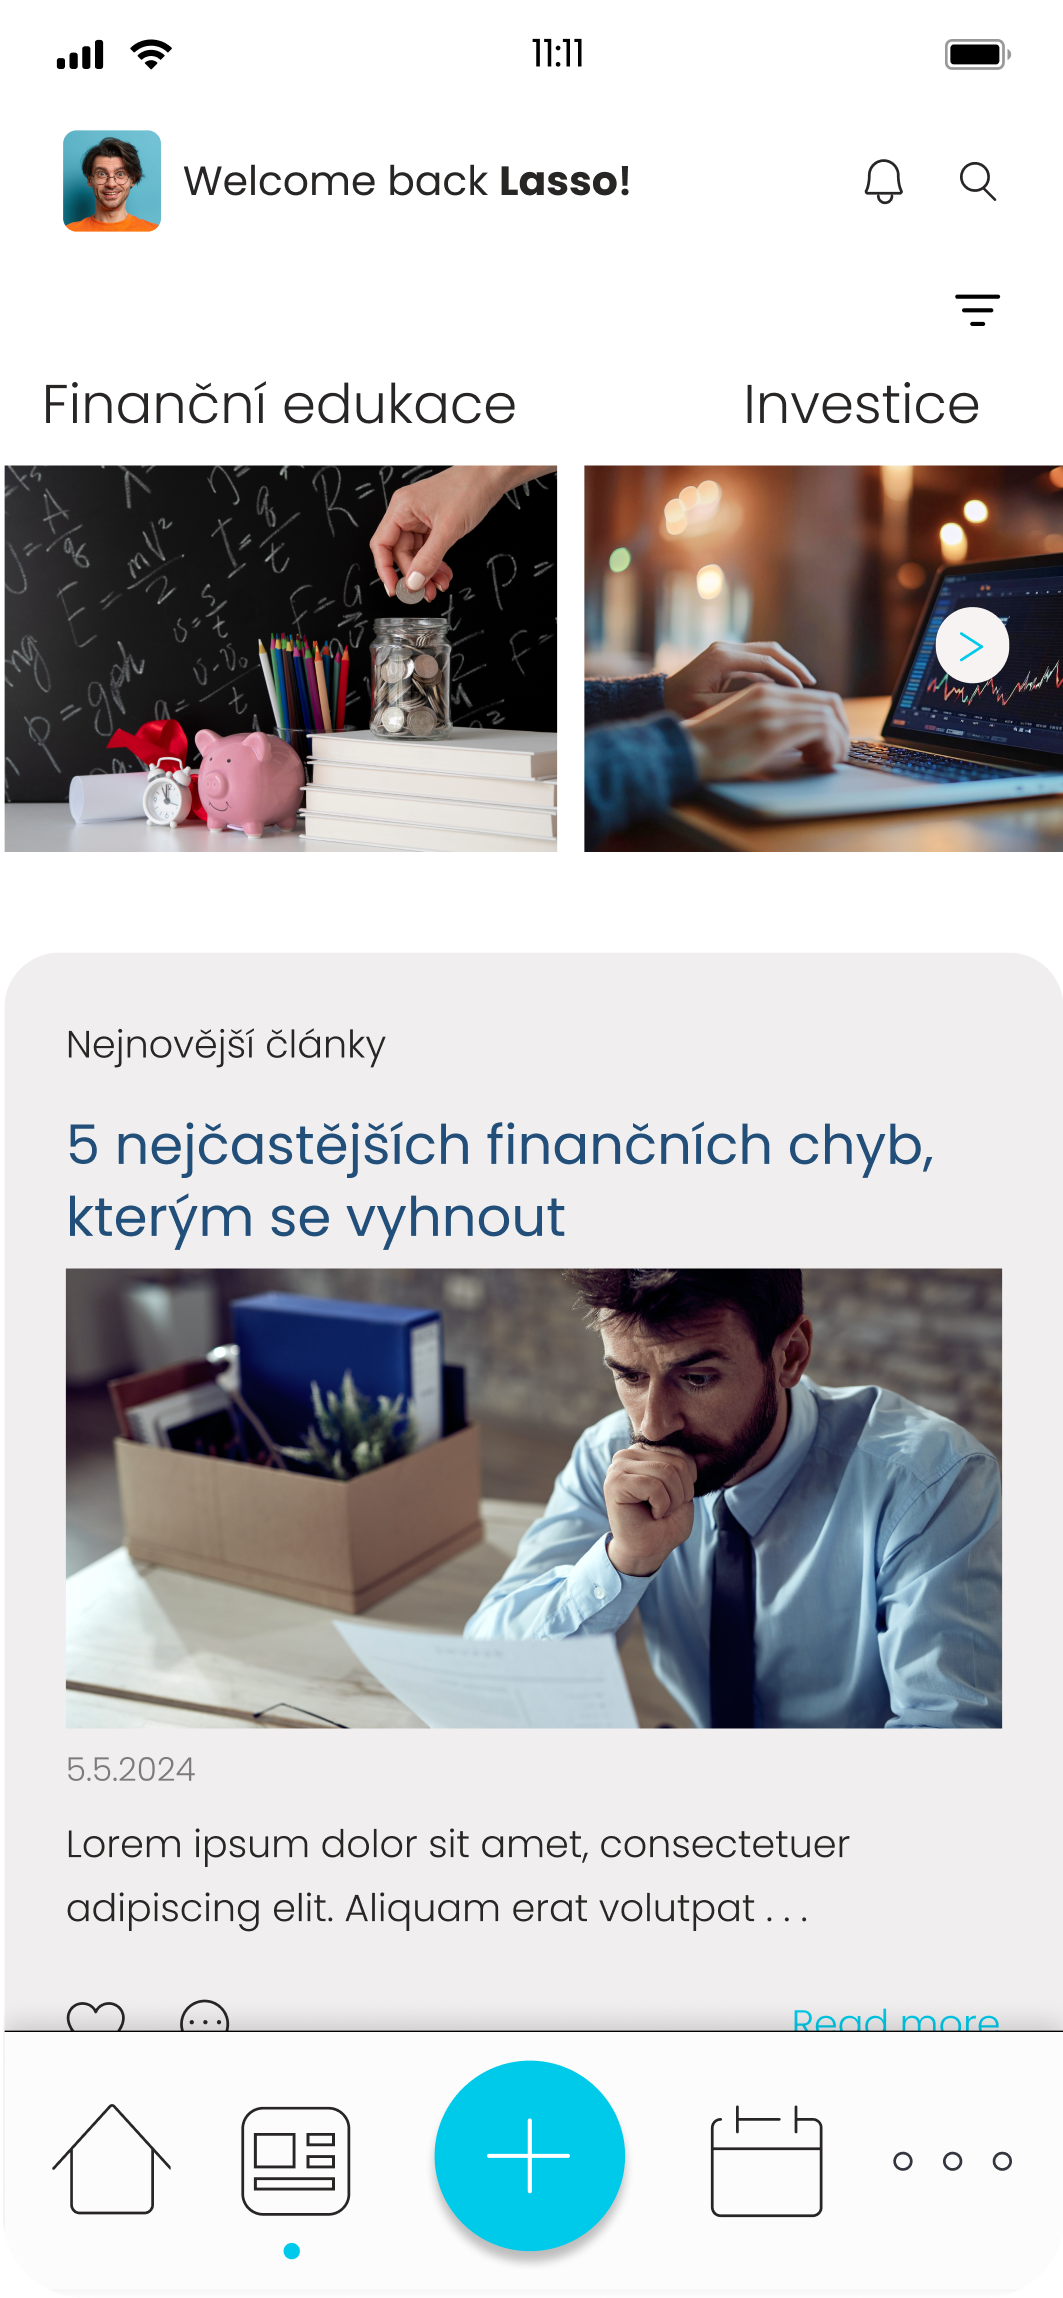 11:11
Welcome back Lasso!
Finanční edukace
Investice
Nejnovější články
5 nejčastějších finančních chyb,
kterým se vyhnout
5.5.2024
Lorem ipsum dolor sit amet, consectetuer
adipiscing elit. Aliquam erat volutpat . . .
Read more